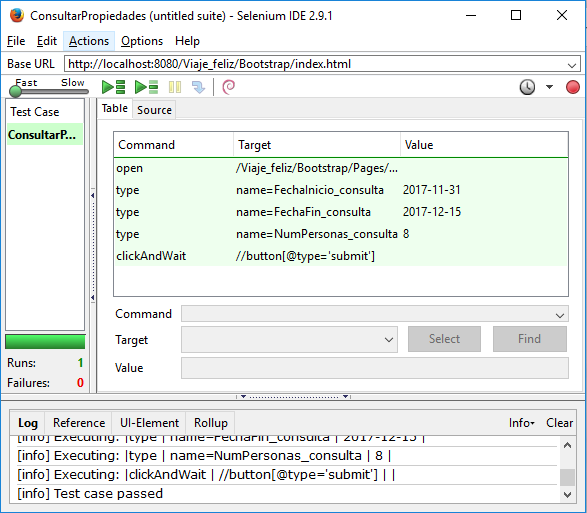 ConsultarPropiedades (untitled suite) - Selenium IDE 2.9.1
File Edit Actions Options Help
Base URL http://localhost:8080/Viaje_feliz/Bootstrap/index.html
Fast Slow
Test Case
ConsultarP...
Table Source
Command Target Value
open /Viaje_feliz/Bootstrap/Pages/...
type name=FechaInicio_consulta 2017-11-31
type name=FechaFin_consulta 2017-12-15
type name=NumPersonas_consulta 8
clickAndWait //button[@type='submit']
Command
Target Select Find
Value
Runs: 1
Failures: 0
Log Reference UI-Element Rollup Info Clear
[info] Executing: |type | name=FechaFin_consulta | 2017-12-15 |
[info] Executing: |type | name=NumPersonas_consulta | 8 |
[info] Executing: |clickAndWait | //button[@type='submit'] | |
[info] Test case passed